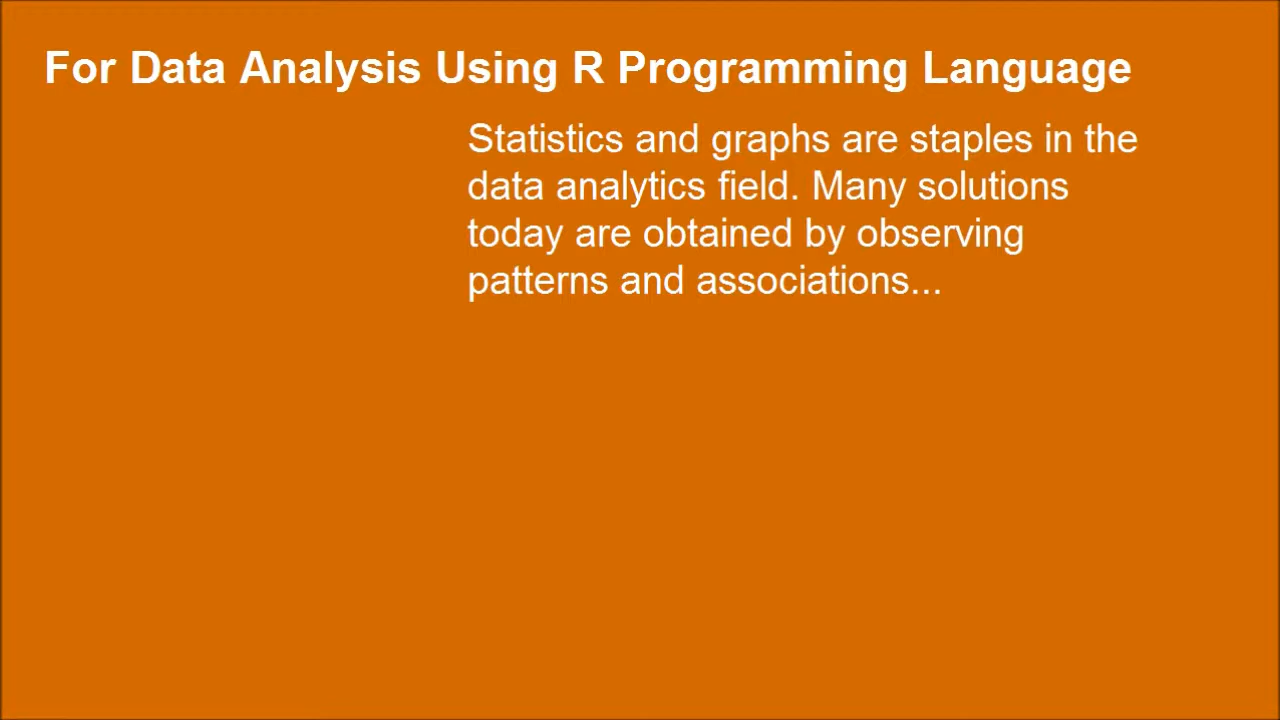 For Data Analysis Using R Programming Language
Statistics and graphs are staples in the
data analytics field. Many solutions
today are obtained by observing
patterns and associations...